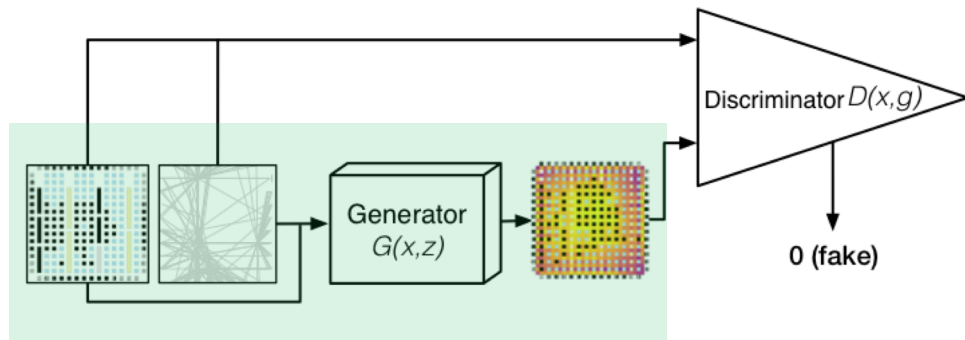 Discriminator D(x,g)
Generator
G(x,z)
0 (fake)